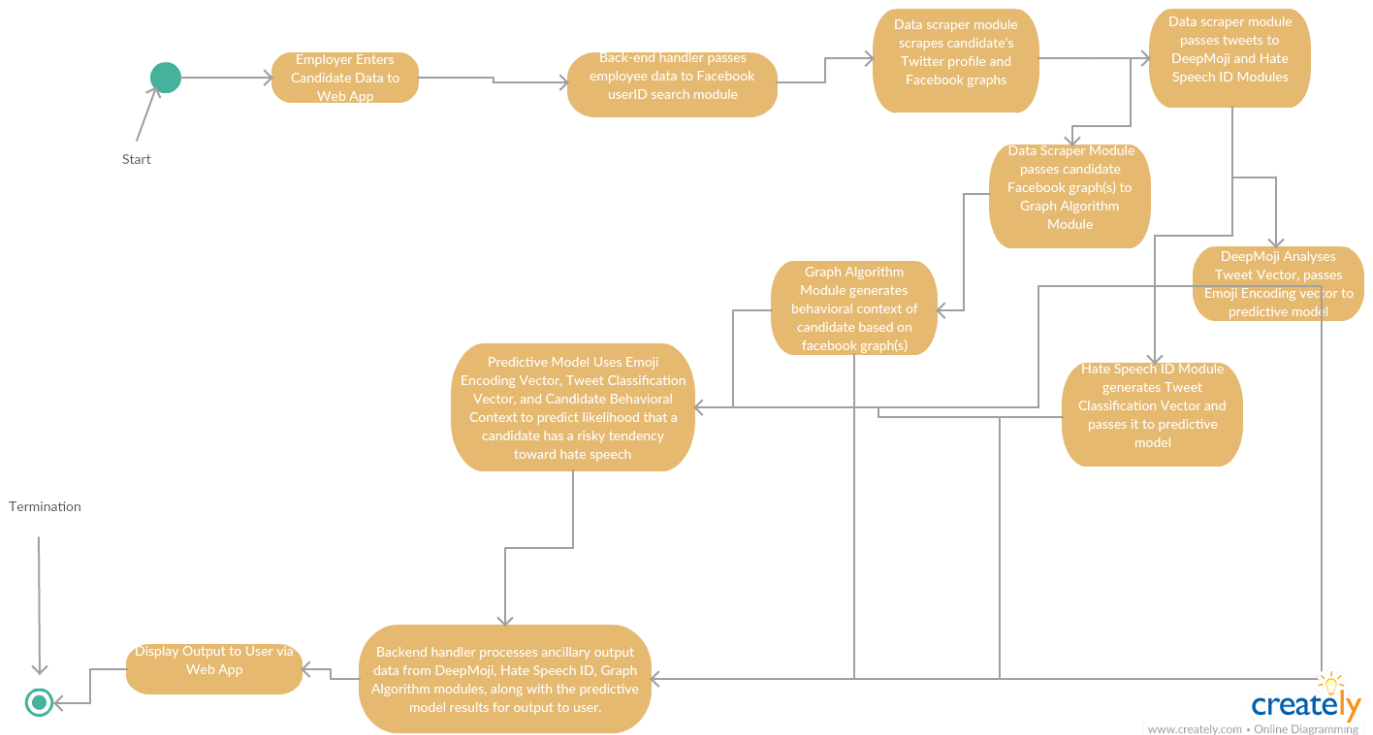 Start
Employer Enters
Candidate Data to
Web App
Back-end handler passes
employee data to Facebook
userID search module
Data scraper module
scrapes candidate's
Twitter profile and
Facebook graphs
Data scraper module
passes tweets to
DeepMoji and Hate
Speech ID Modules
Data Scraper Module
passes candidate
Facebook graph(s) to
Graph Algorithm
Module
DeepMoji Analyses
Tweet Vector, passes
Emoji Encoding vector to
predictive model
Graph Algorithm
Module generates
behavioral context of
candidate based on
facebook graph(s)
Hate Speech ID Module
generates Tweet
Classification Vector and
passes it to predictive
model
Predictive Model Uses Emoji
Encoding Vector, Tweet Classification
Vector, and Candidate Behavioral
Context to predict likelihood that a
candidate has a risky tendency
toward hate speech
Termination
Backend handler processes ancillary output
data from DeepMoji, Hate Speech ID, Graph
Algorithm modules, along with the predictive
model results for output to user.
Display Output to User via
Web App
creately
www.creately.com • Online Diagramming